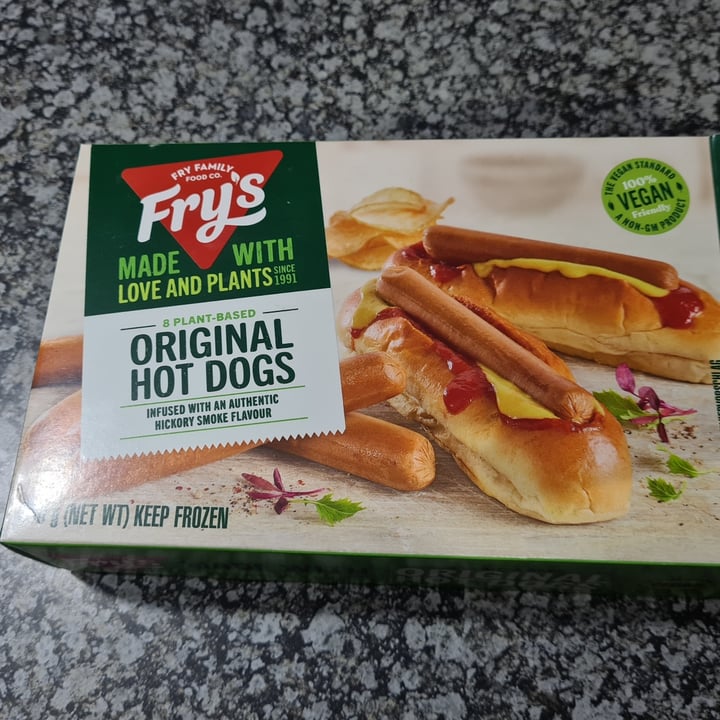 FRY FAMILY
FOOD CO.
Fry's
MADE WITH
LOVE AND PLANTS SINCE 1991
8 PLANT-BASED
ORIGINAL
HOT DOGS
INFUSED WITH AN AUTHENTIC
HICKORY SMOKE FLAVOUR
g (NET WT) KEEP FROZEN
THE VEGAN STANDARD
100%
VEGAN
Friendly
A NON-GM PRODUCT
ORIGINAL